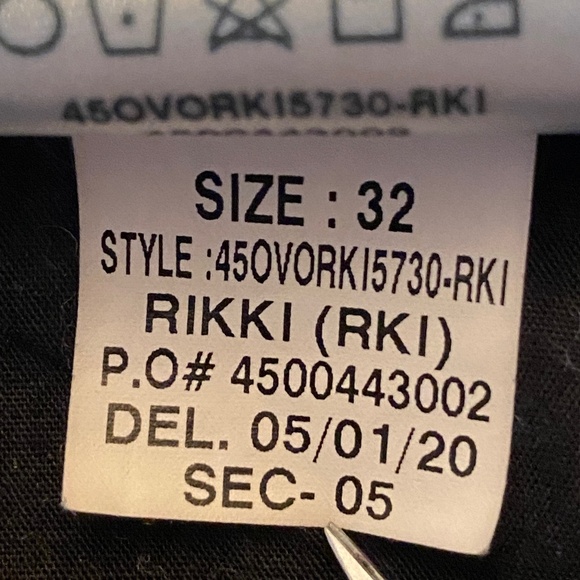 45OVORKI5730-RKI
SIZE : 32
STYLE :45OVORKI5730-RKI
RIKKI (RKI)
P.O# 4500443002
DEL. 05/01/20
SEC- 05